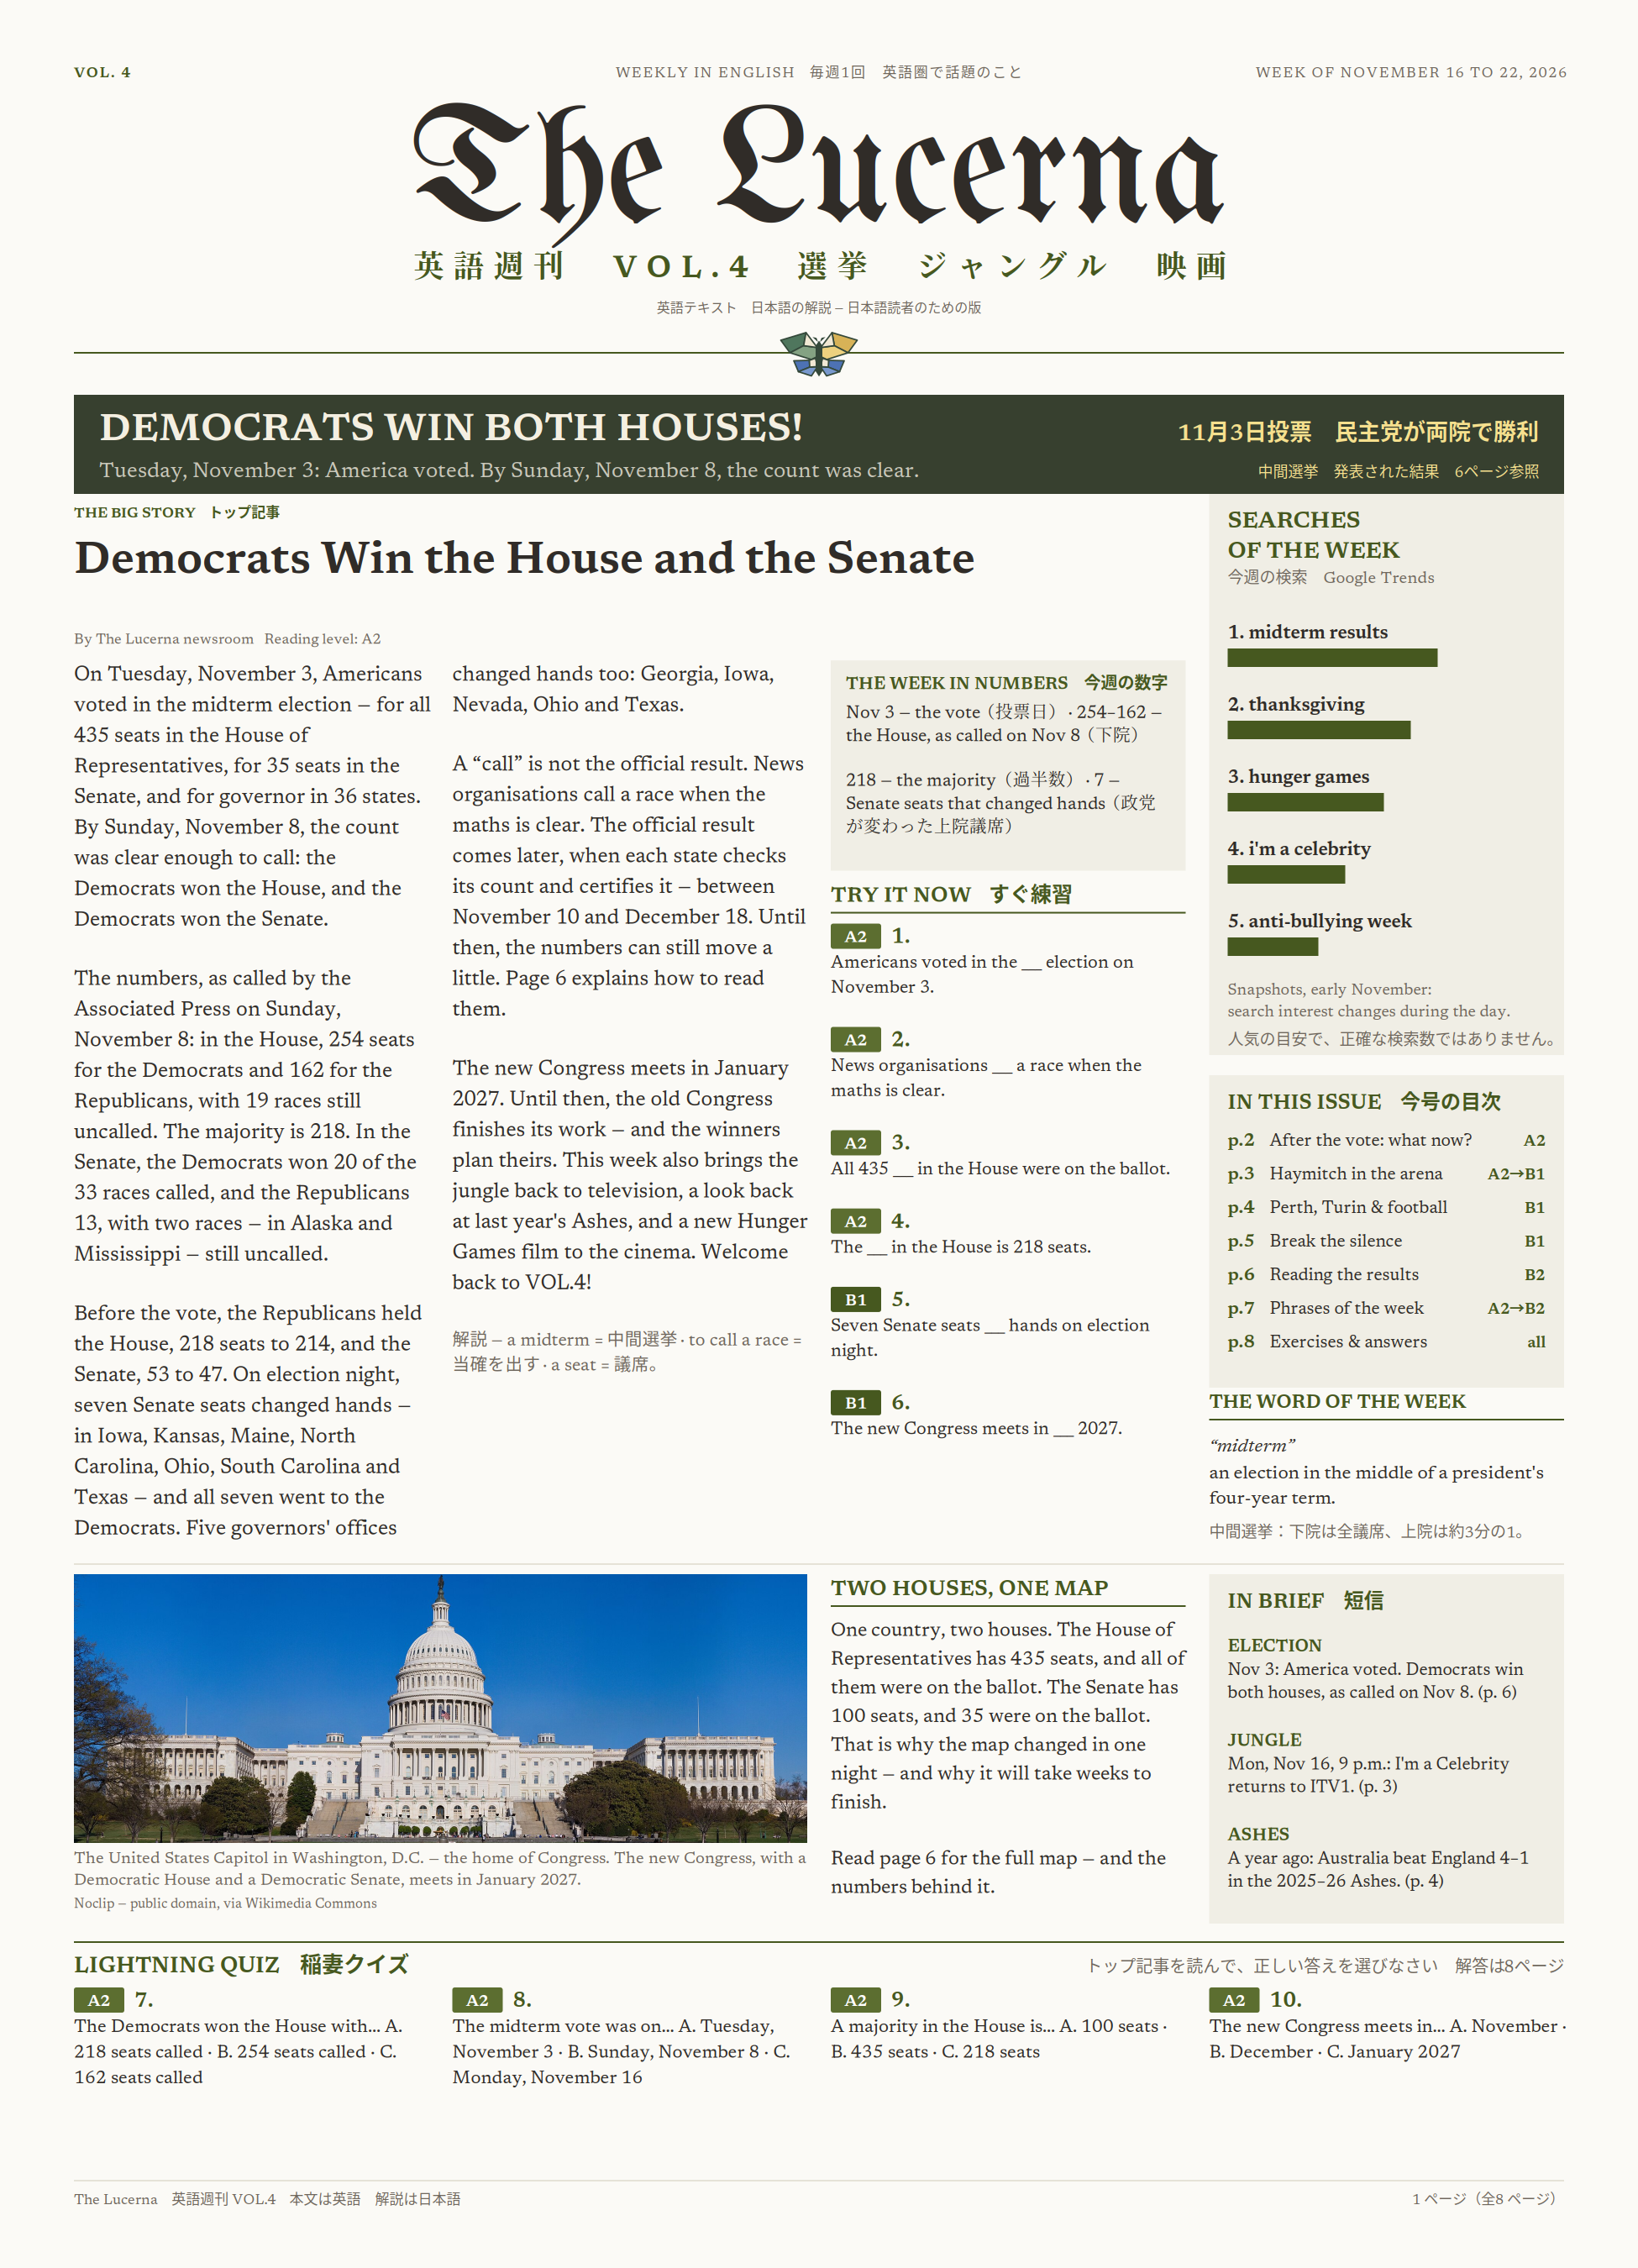 VOL. 4
WEEKLY IN ENGLISH 毎週1回 英語圏で話題のこと
WEEK OF NOVEMBER 16 TO 22, 2026
The Lucerna
英語週刊 VOL.4 選挙 ジャングル 映画
英語テキスト 日本語の解説 – 日本語読者のための版
DEMOCRATS WIN BOTH HOUSES!
Tuesday, November 3: America voted. By Sunday, November 8, the count was clear.
11月3日投票 民主党が両院で勝利
中間選挙 発表された結果 6ページ参照
THE BIG STORY トップ記事
Democrats Win the House and the Senate
By The Lucerna newsroom Reading level: A2
On Tuesday, November 3, Americans
voted in the midterm election – for all
435 seats in the House of
Representatives, for 35 seats in the
Senate, and for governor in 36 states.
By Sunday, November 8, the count
was clear enough to call: the
Democrats won the House, and the
Democrats won the Senate.
The numbers, as called by the
Associated Press on Sunday,
November 8: in the House, 254 seats
for the Democrats and 162 for the
Republicans, with 19 races still
uncalled. The majority is 218. In the
Senate, the Democrats won 20 of the
33 races called, and the Republicans
13, with two races – in Alaska and
Mississippi – still uncalled.
Before the vote, the Republicans held
the House, 218 seats to 214, and the
Senate, 53 to 47. On election night,
seven Senate seats changed hands –
in Iowa, Kansas, Maine, North
Carolina, Ohio, South Carolina and
Texas – and all seven went to the
Democrats. Five governors' offices
changed hands too: Georgia, Iowa,
Nevada, Ohio and Texas.
A “call” is not the official result. News
organisations call a race when the
maths is clear. The official result
comes later, when each state checks
its count and certifies it – between
November 10 and December 18. Until
then, the numbers can still move a
little. Page 6 explains how to read
them.
The new Congress meets in January
2027. Until then, the old Congress
finishes its work – and the winners
plan theirs. This week also brings the
jungle back to television, a look back
at last year's Ashes, and a new Hunger
Games film to the cinema. Welcome
back to VOL.4!
解説 – a midterm = 中間選挙 · to call a race =
当確を出す · a seat = 議席。
THE WEEK IN NUMBERS 今週の数字
Nov 3 – the vote（投票日）· 254–162 –
the House, as called on Nov 8（下院）
218 – the majority（過半数）· 7 –
Senate seats that changed hands（政党
が変わった上院議席）
TRY IT NOW すぐ練習
A2 1.
Americans voted in the __ election on
November 3.
A2 2.
News organisations __ a race when the
maths is clear.
A2 3.
All 435 __ in the House were on the ballot.
A2 4.
The __ in the House is 218 seats.
B1 5.
Seven Senate seats __ hands on election
night.
B1 6.
The new Congress meets in __ 2027.
SEARCHES
OF THE WEEK
今週の検索 Google Trends
1. midterm results
2. thanksgiving
3. hunger games
4. i'm a celebrity
5. anti-bullying week
Snapshots, early November:
search interest changes during the day.
人気の目安で、正確な検索数ではありません。
IN THIS ISSUE 今号の目次
p.2 After the vote: what now? A2
p.3 Haymitch in the arena A2→B1
p.4 Perth, Turin & football B1
p.5 Break the silence B1
p.6 Reading the results B2
p.7 Phrases of the week A2→B2
p.8 Exercises & answers all
THE WORD OF THE WEEK
“midterm”
an election in the middle of a president's
four-year term.
中間選挙：下院は全議席、上院は約3分の1。
The United States Capitol in Washington, D.C. – the home of Congress. The new Congress, with a
Democratic House and a Democratic Senate, meets in January 2027.
Noclip – public domain, via Wikimedia Commons
TWO HOUSES, ONE MAP
One country, two houses. The House of
Representatives has 435 seats, and all of
them were on the ballot. The Senate has
100 seats, and 35 were on the ballot.
That is why the map changed in one
night – and why it will take weeks to
finish.
Read page 6 for the full map – and the
numbers behind it.
IN BRIEF 短信
ELECTION
Nov 3: America voted. Democrats win
both houses, as called on Nov 8. (p. 6)
JUNGLE
Mon, Nov 16, 9 p.m.: I'm a Celebrity
returns to ITV1. (p. 3)
ASHES
A year ago: Australia beat England 4–1
in the 2025–26 Ashes. (p. 4)
LIGHTNING QUIZ 稲妻クイズ
トップ記事を読んで、正しい答えを選びなさい 解答は8ページ
A2 7.
The Democrats won the House with... A.
218 seats called · B. 254 seats called · C.
162 seats called
A2 8.
The midterm vote was on... A. Tuesday,
November 3 · B. Sunday, November 8 · C.
Monday, November 16
A2 9.
A majority in the House is... A. 100 seats ·
B. 435 seats · C. 218 seats
A2 10.
The new Congress meets in... A. November ·
B. December · C. January 2027
The Lucerna 英語週刊 VOL.4 本文は英語 解説は日本語
1 ページ（全8 ページ）